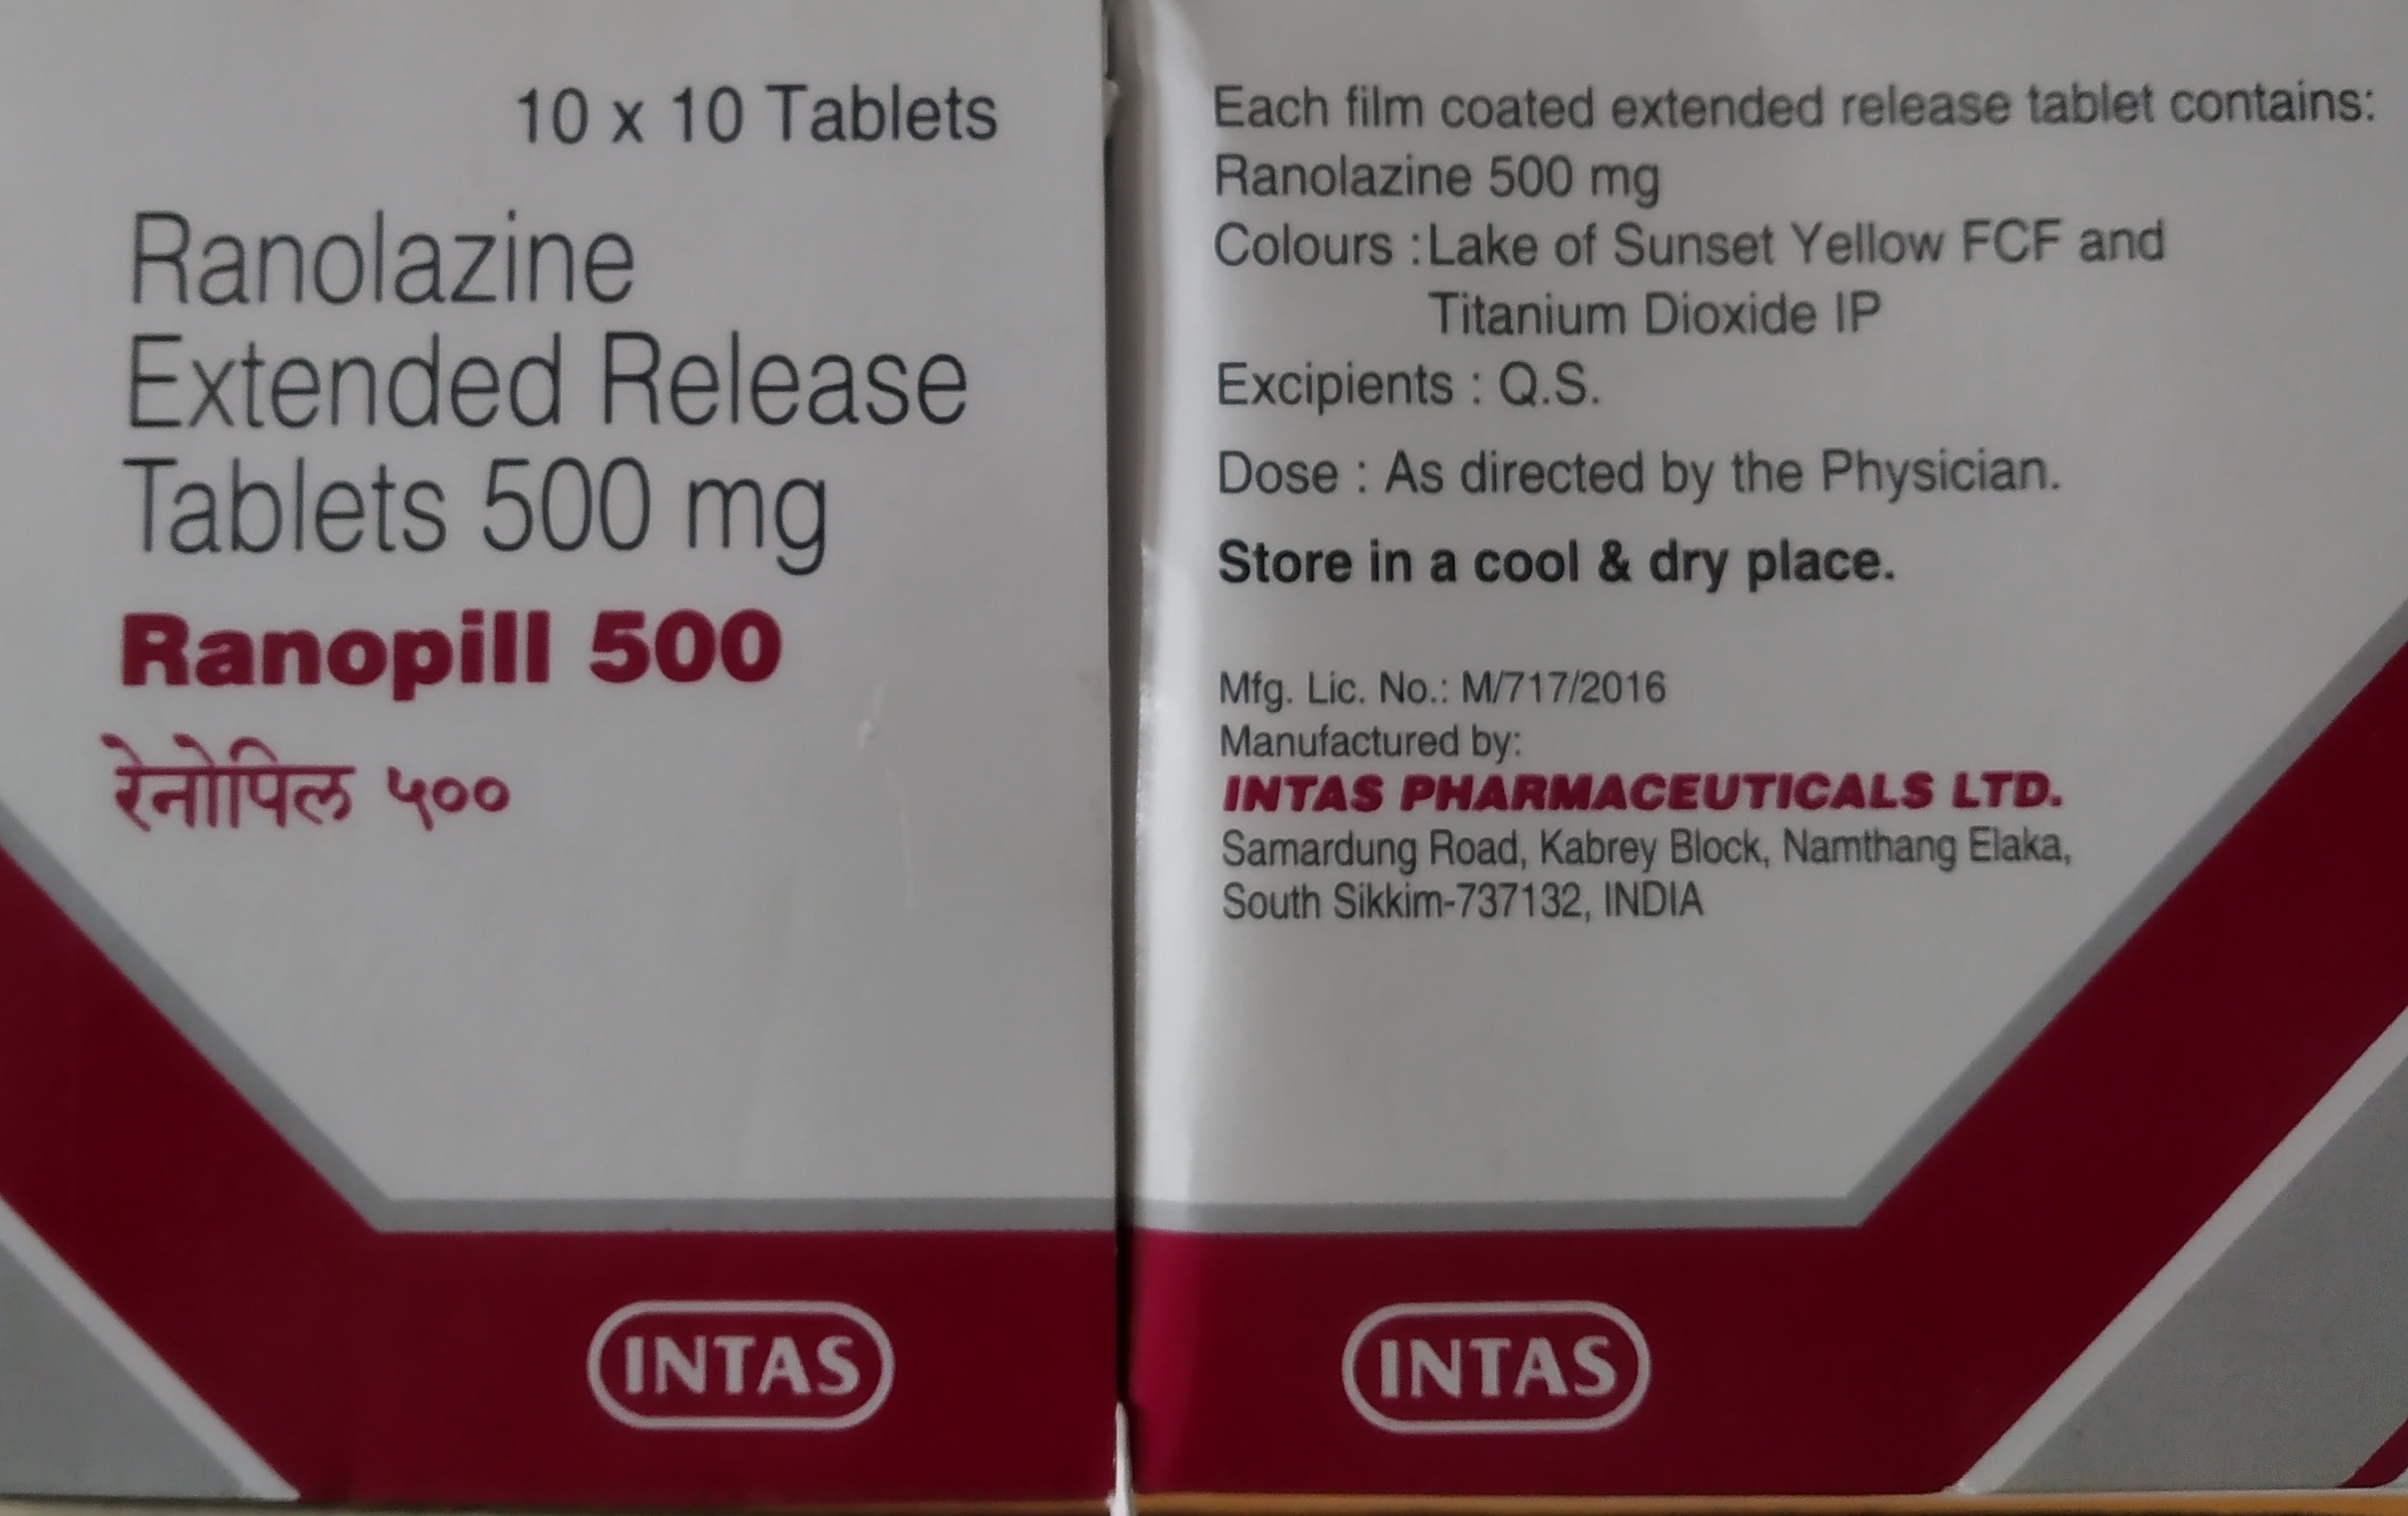 10 x 10 Tablets
Ranolazine
Extended Release
Tablets 500 mg
Ranopill 500
रेनोपिल ५००
INTAS
Each film coated extended release tablet contains:
Ranolazine 500 mg
Colours :Lake of Sunset Yellow FCF and
Titanium Dioxide IP
Excipients : Q.S.
Dose : As directed by the Physician.
Store in a cool & dry place.
Mfg. Lic. No.: M/717/2016
Manufactured by:
INTAS PHARMACEUTICALS LTD.
Samardung Road, Kabrey Block, Namthang Elaka,
South Sikkim-737132, INDIA
INTAS